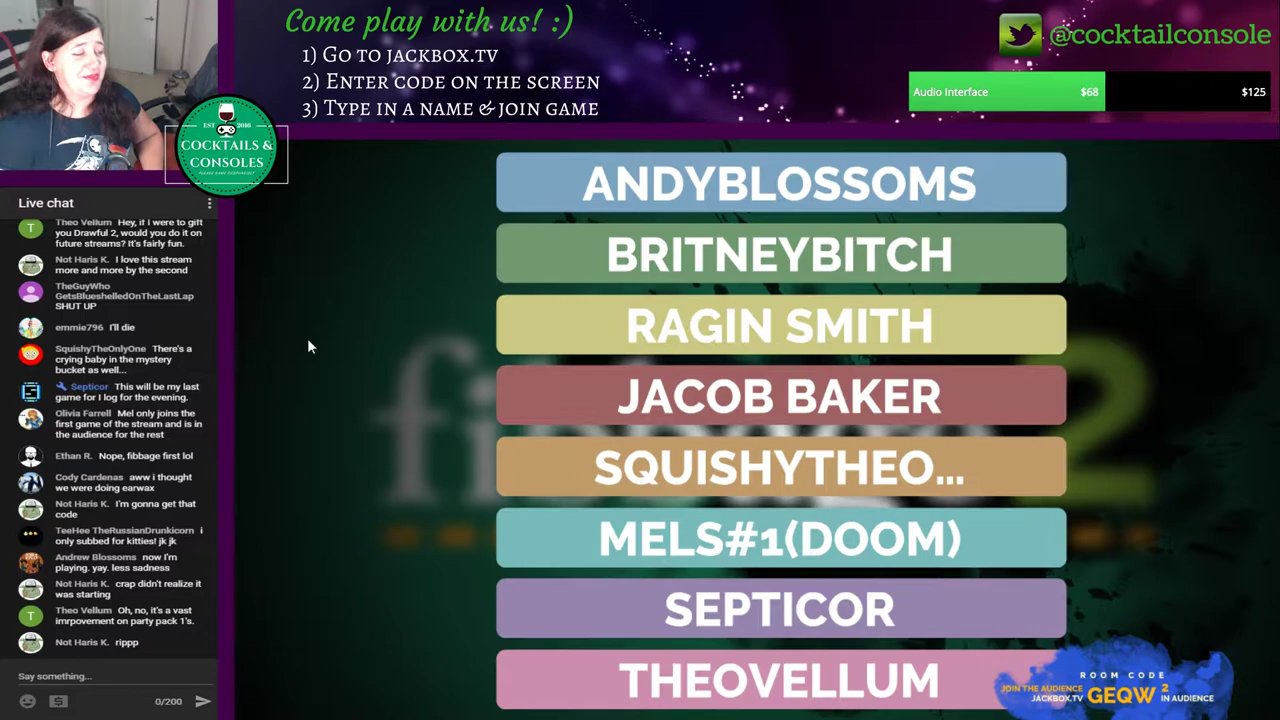 Come play with us! :)
1) Go to jackbox.tv
2) Enter code on the screen
3) Type in a name & join game
@cocktailconsole
Audio Interface $68 $125
EST 2016
COCKTAILS &
CONSOLES
PLEASE GAME RESPONSIBLY
Live chat
Theo Vellum Hey, if I were to gift
you Drawful 2, would you do it on
future streams? It's fairly fun.
Not Haris K. I love this stream
more and more by the second
TheGuyWho
GetsBlueshelledOnTheLastLap
SHUT UP
emmie796 I'll die
SquishyTheOnlyOne There's a
crying baby in the mystery
bucket as well...
Septicor This will be my last
game for I log for the evening.
Olivia Farrell Mel only joins the
first game of the stream and is in
the audience for the rest
Ethan R. Nope, fibbage first lol
Cody Cardenas aww i thought
we were doing earwax
Not Haris K. I'm gonna get that
code
TeeHee TheRussianDrunkicorn i
only subbed for kitties! jk jk
Andrew Blossoms now I'm
playing. yay. less sadness
Not Haris K. crap didn't realize it
was starting
Theo Vellum Oh, no, it's a vast
imrpovement on party pack 1's.
Not Haris K. rippp
Say something...
0/200
ANDYBLOSSOMS
BRITNEYBITCH
RAGIN SMITH
JACOB BAKER
SQUISHYTHEO...
MELS#1(DOOM)
SEPTICOR
THEOVELLUM
2
ROOM CODE
JOIN THE AUDIENCE
JACKBOX.TV
GEQW
2
IN AUDIENCE